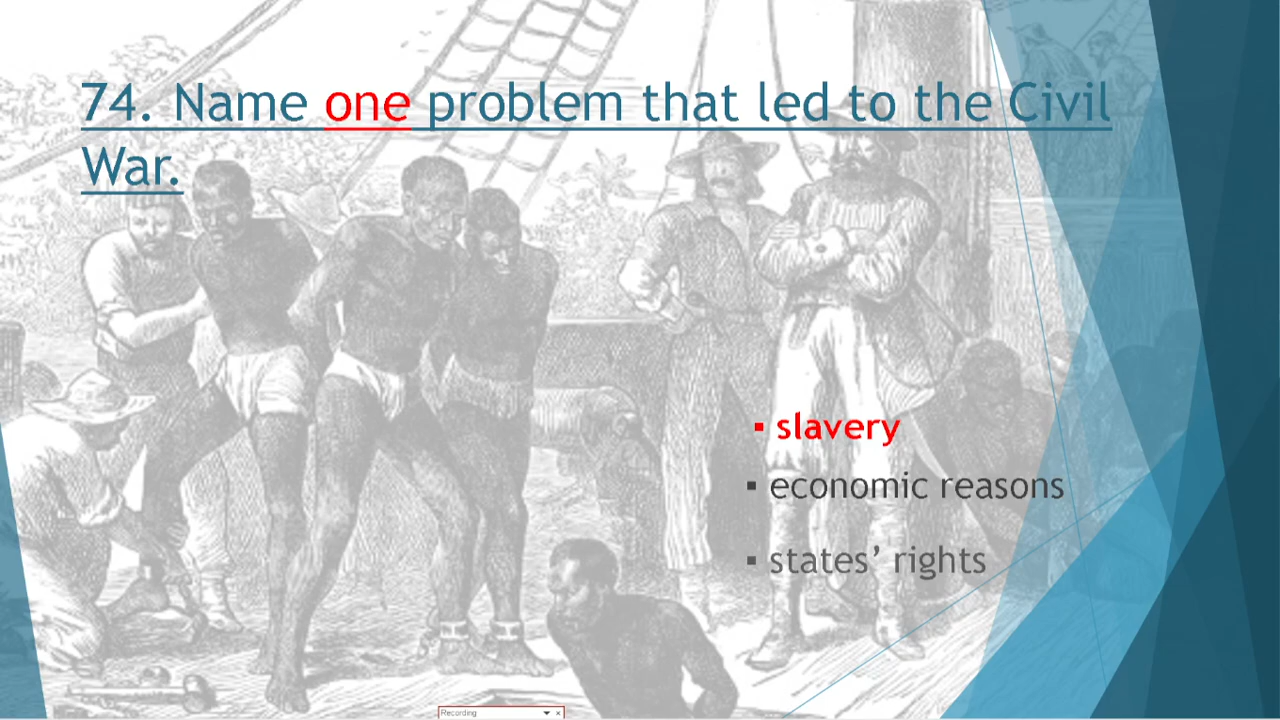 74. Name one problem that led to the Civil
War.
▪ slavery
▪ economic reasons
▪ states’ rights
Recording